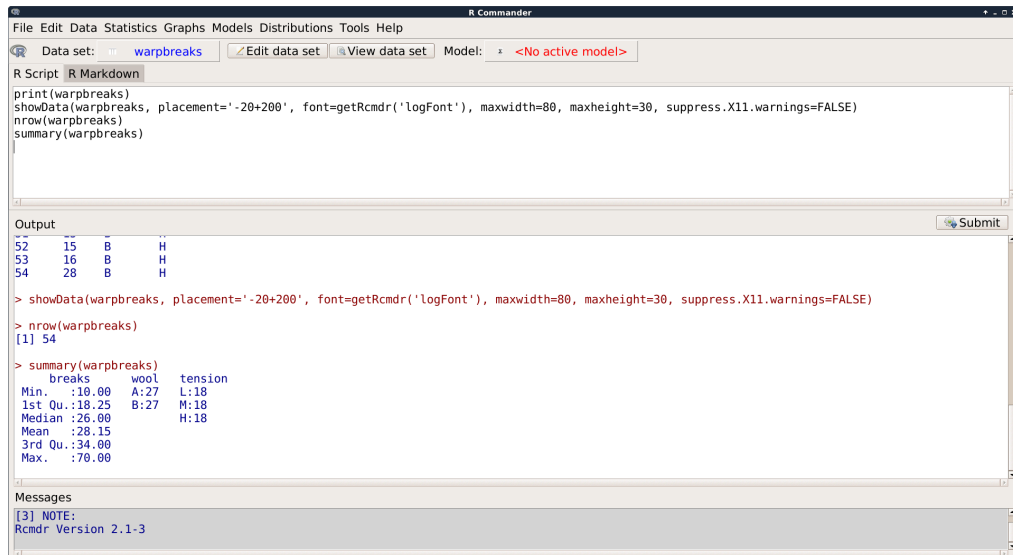 R Commander
File Edit Data Statistics Graphs Models Distributions Tools Help
Data set: warpbreaks Edit data set View data set Model: <No active model>
R Script R Markdown
print(warpbreaks)
showData(warpbreaks, placement='-20+200', font=getRcmdr('logFont'), maxwidth=80, maxheight=30, suppress.X11.warnings=FALSE)
nrow(warpbreaks)
summary(warpbreaks)
Output Submit
52 15 B H
53 16 B H
54 28 B H
> showData(warpbreaks, placement='-20+200', font=getRcmdr('logFont'), maxwidth=80, maxheight=30, suppress.X11.warnings=FALSE)
> nrow(warpbreaks)
[1] 54
> summary(warpbreaks)
breaks wool tension
Min. :10.00 A:27 L:18
1st Qu.:18.25 B:27 M:18
Median :26.00 H:18
Mean :28.15
3rd Qu.:34.00
Max. :70.00
Messages
[3] NOTE:
Rcmdr Version 2.1-3